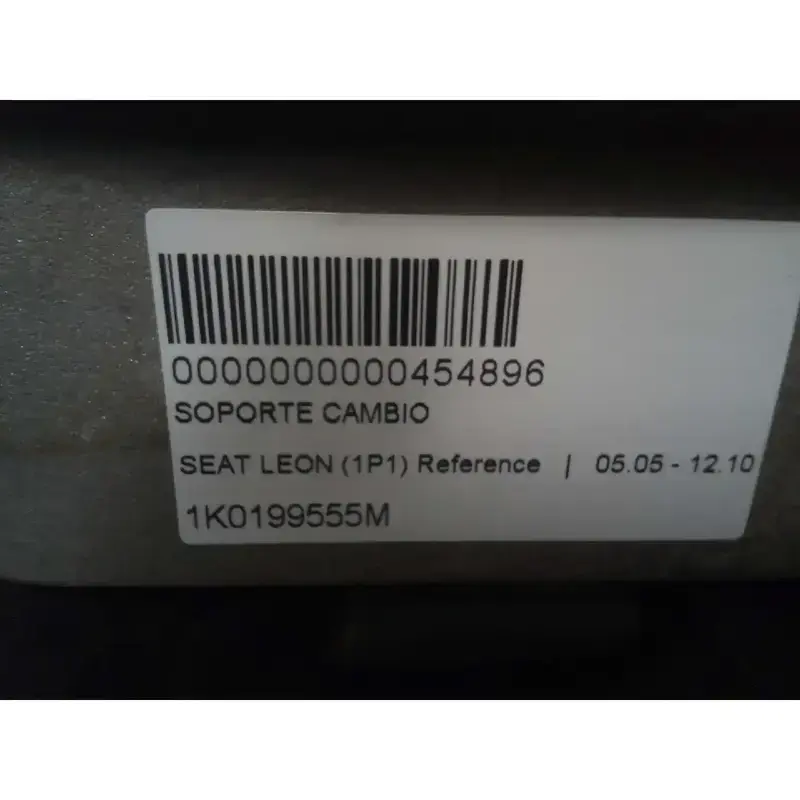 0000000000454896
SOPORTE CAMBIO
SEAT LEON (1P1) Reference | 05.05 - 12.10
1K0199555M